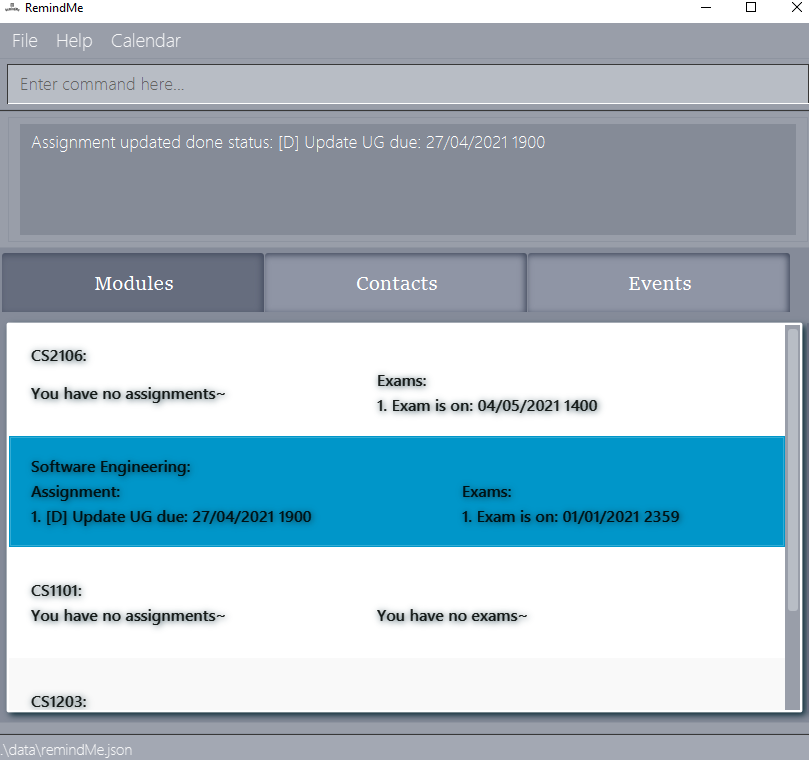 RemindMe
File Help Calendar
Enter command here...
Assignment updated done status: [D] Update UG due: 27/04/2021 1900
Modules Contacts Events
CS2106:
You have no assignments~
Exams:
1. Exam is on: 04/05/2021 1400
Software Engineering:
Assignment:
1. [D] Update UG due: 27/04/2021 1900
Exams:
1. Exam is on: 01/01/2021 2359
CS1101:
You have no assignments~
You have no exams~
CS1203:
.\data\remindMe.json